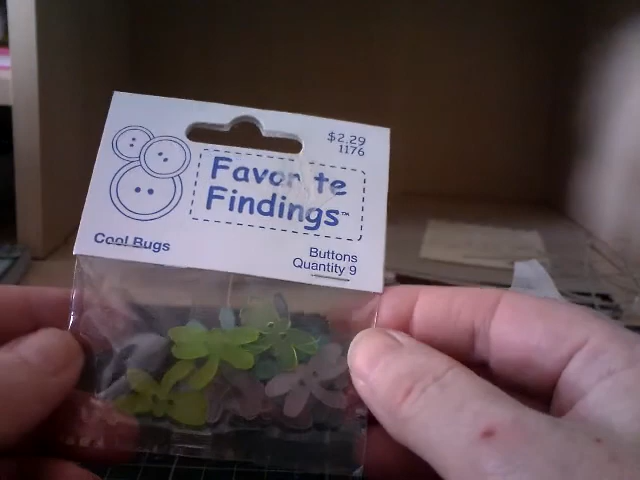 $2.29
1176
Favorite
Findings™
Cool Bugs
Buttons
Quantity 9